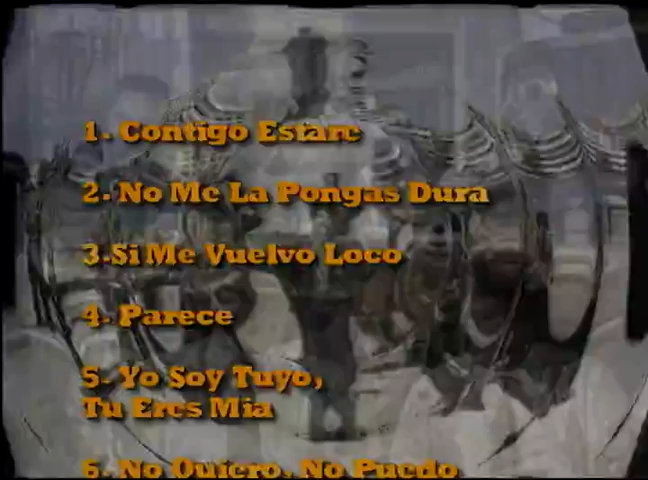 1. Contigo Estare
2. No Me La Pongas Dura
3.Si Me Vuelvo Loco
4. Parece
5- Yo Soy Tuyo,
Tu Eres Mia
6. No Quiero, No Puedo